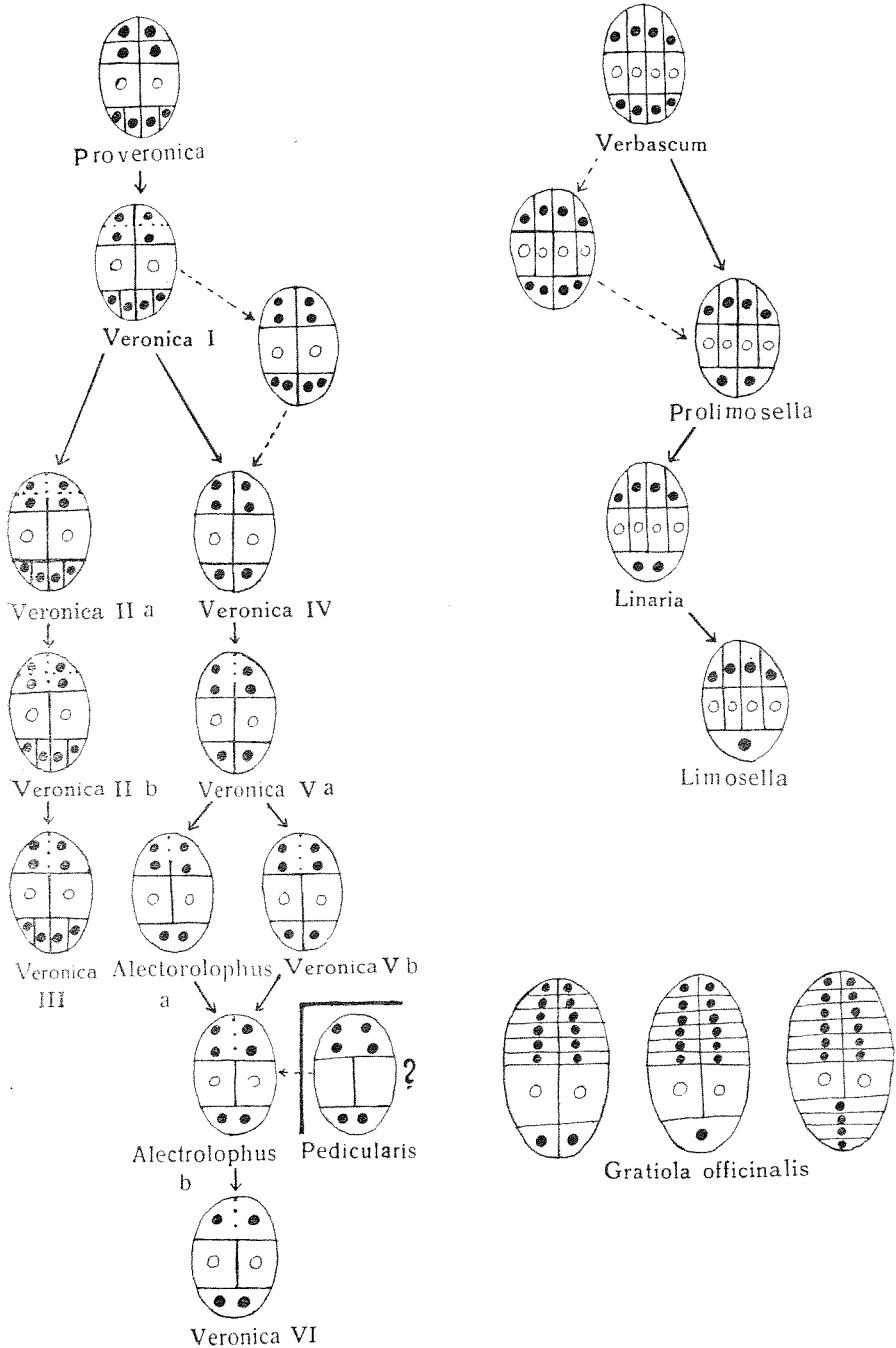 Proveronica
Verbascum
Veronica I
Prolimosella
Veronica II a
Veronica IV
Linaria
Veronica II b
Veronica V a
Limosella
Veronica
III
Alectorolophus
a
Veronica V b
?
Alectrolophus
b
Pedicularis
Gratiola officinalis
Veronica VI